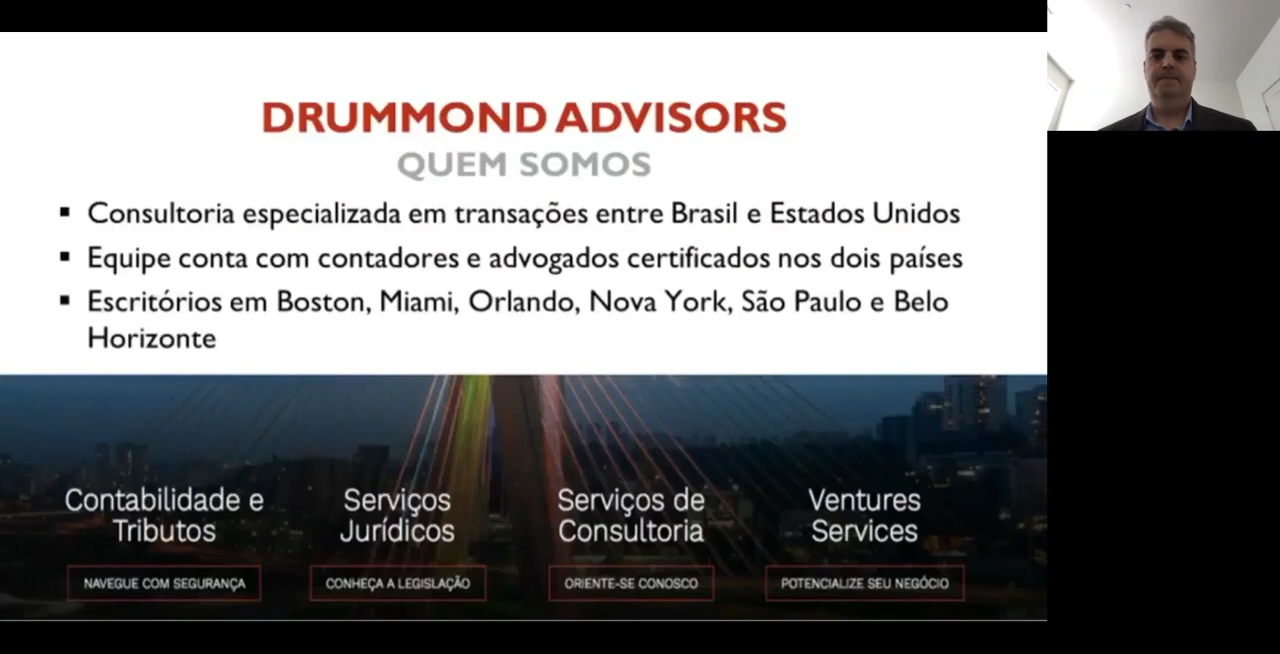 DRUMMOND ADVISORS
QUEM SOMOS
▪ Consultoria especializada em transações entre Brasil e Estados Unidos
▪ Equipe conta com contadores e advogados certificados nos dois países
▪ Escritórios em Boston, Miami, Orlando, Nova York, São Paulo e Belo
Horizonte
Contabilidade e
Tributos
NAVEGUE COM SEGURANÇA
Serviços
Jurídicos
CONHEÇA A LEGISLAÇÃO
Serviços de
Consultoria
ORIENTE-SE CONOSCO
Ventures
Services
POTENCIALIZE SEU NEGÓCIO